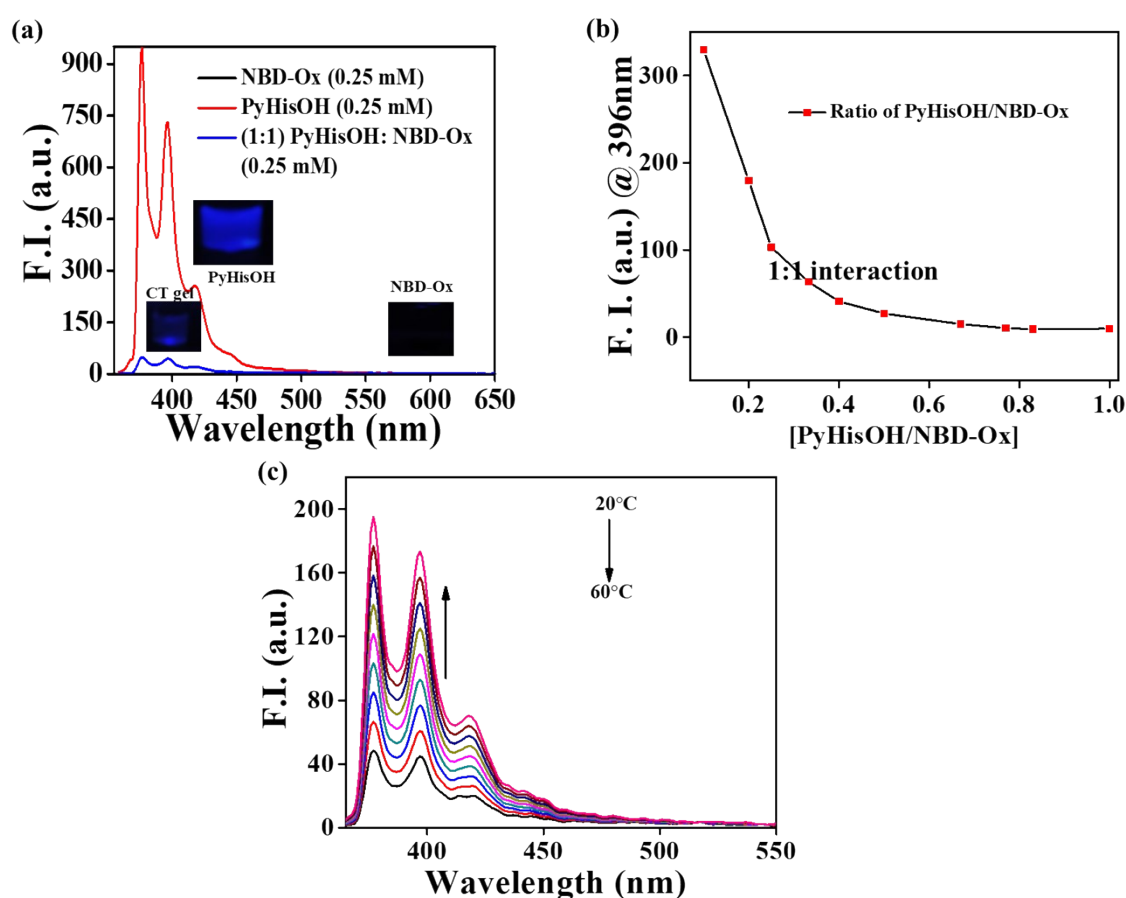 (a)
900
750
600
450
300
150
0
F.I. (a.u.)
NBD-Ox (0.25 mM)
PyHisOH (0.25 mM)
(1:1) PyHisOH: NBD-Ox
(0.25 mM)
PyHisOH
CT gel
NBD-Ox
400 450 500 550 600 650
Wavelength (nm)
(b)
300
200
100
0
F. I. (a.u.) @ 396nm
Ratio of PyHisOH/NBD-Ox
1:1 interaction
0.2 0.4 0.6 0.8 1.0
[PyHisOH/NBD-Ox]
(c)
200
160
120
80
40
0
F.I. (a.u.)
20°C
60°C
400 450 500 550
Wavelength (nm)